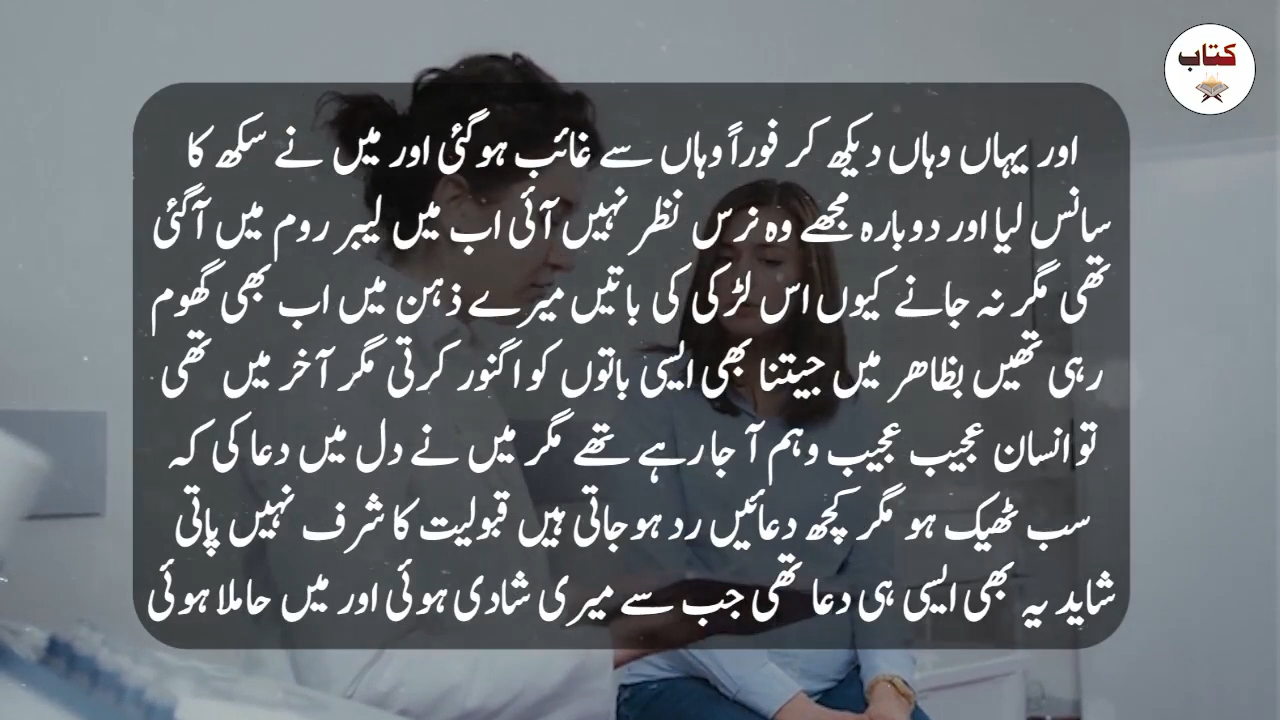 کتاب
اور یہاں وہاں دیکھ کر فوراً وہاں سے غائب ہوگئی اور میں نے سکھ کا
سانس لیا اور دوبارہ مجھے وہ نرس نظر نہیں آئی اب میں لیبر روم میں آگئی
تھی مگر نہ جانے کیوں اس لڑکی کی باتیں میرے ذہن میں اب بھی گھوم
رہی تھیں بظاھر میں جیتنا بھی ایسی باتوں کو اگنور کرتی مگر آخر میں تھی
تو انسان عجیب عجیب وہم آ جا رہے تھے مگر میں نے دل میں دعا کی کہ
سب ٹھیک ہو مگر کچھ دعائیں رد ہو جاتی ہیں قبولیت کا شرف نہیں پاتی
شاید یہ بھی ایسی ہی دعا تھی جب سے میری شادی ہوئی اور میں حاملا ہوئی